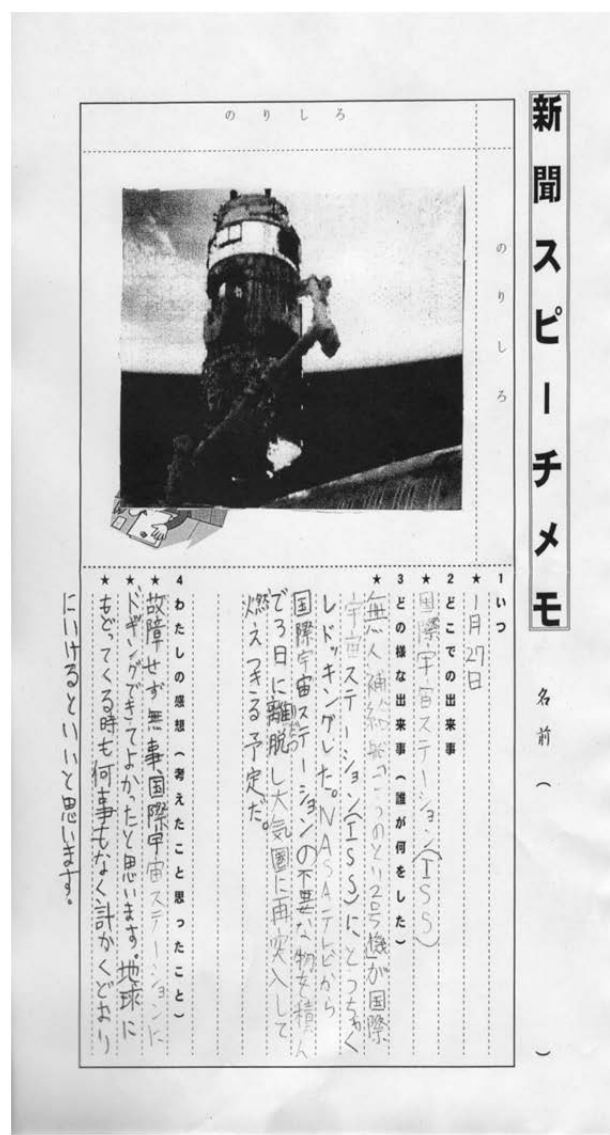 新聞スピーチメモ
名前（　　　）
のりしろ
のりしろ
1 いつ
★1月27日
2 どこでの出来事
★国際宇宙ステーション(ISS)
3 どの様な出来事（誰が何をした）
★無人補給船「こうのとり2号機」が国際
宇宙ステーション(ISS)に、とうちゃく
しドッキングした。NASAテレビから
国際宇宙ステーションの不要な物を積ん
で3日に離脱し大気圏に再突入して
燃えつきる予定だ。
4 わたしの感想（考えたこと思ったこと）
★故障せず無事、国際宇宙ステーションに
★ドギングできてよかったと思います。地球に
★もどってくる時も何事もなく計かくどおり
にいけるといいと思います。